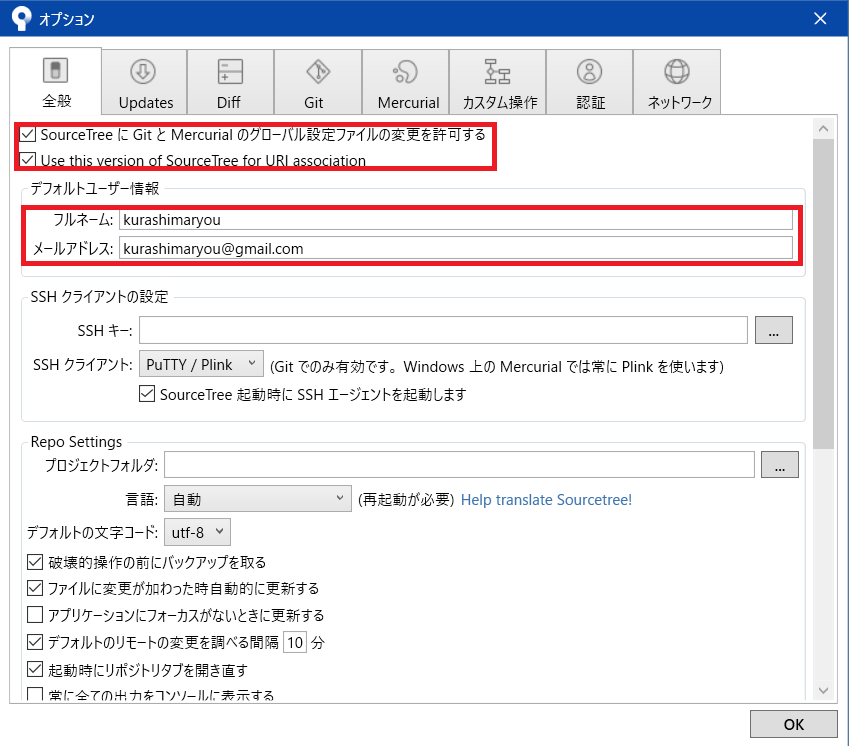 オプション
全般
Updates
Diff
Git
Mercurial
カスタム操作
認証
ネットワーク
SourceTree に Git と Mercurial のグローバル設定ファイルの変更を許可する
Use this version of SourceTree for URI association
デフォルトユーザー情報
フルネーム: kurashimaryou
メールアドレス: kurashimaryou@gmail.com
SSH クライアントの設定
SSH キー: ...
SSH クライアント: PuTTY / Plink (Git でのみ有効です。Windows 上の Mercurial では常に Plink を使います)
SourceTree 起動時に SSH エージェントを起動します
Repo Settings
プロジェクトフォルダ: ...
言語: 自動 (再起動が必要) Help translate Sourcetree!
デフォルトの文字コード: utf-8
破壊的操作の前にバックアップを取る
ファイルに変更が加わった時自動的に更新する
アプリケーションにフォーカスがないときに更新する
デフォルトのリモートの変更を調べる間隔 10 分
起動時にリポジトリタブを開き直す
常に全ての出力をコンソールに表示する
OK